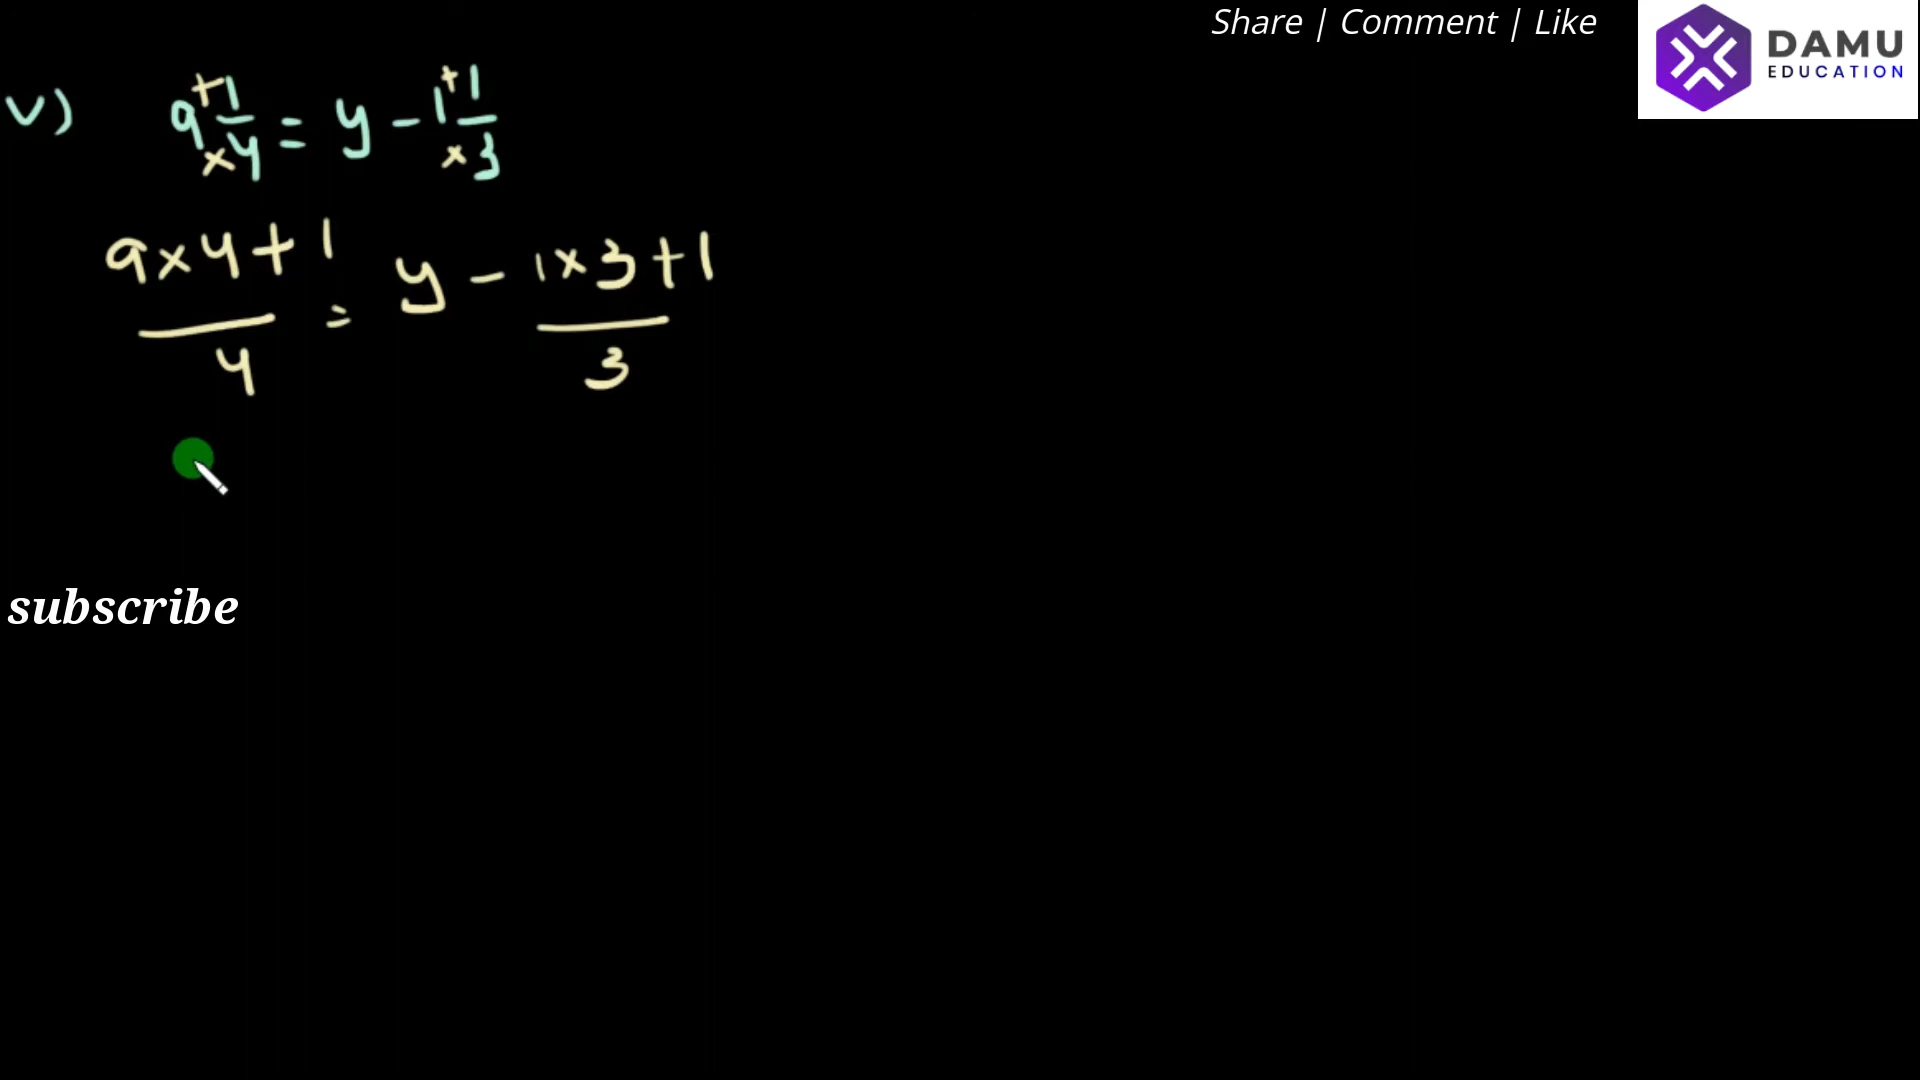 Share | Comment | Like
DAMU
EDUCATION
v) 9 + 1/× 4 = y - 1 + 1/× 3
9 × 4 + 1 / 4 = y - 1 × 3 + 1 / 3
subscribe